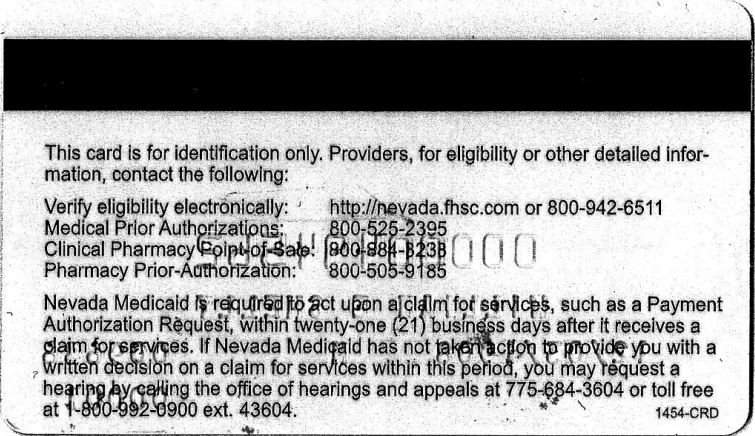 This card is for identification only. Providers, for eligibility or other detailed infor-
mation, contact the following:
Verify eligibility electronically: http://nevada.fhsc.com or 800-942-6511
Medical Prior Authorizations: 800-525-2395
Clinical Pharmacy Point-of-Sale: 800-884-3238
Pharmacy Prior-Authorization: 800-505-9185
Nevada Medicaid is required to act upon a claim for services, such as a Payment
Authorization Request, within twenty-one (21) business days after it receives a
claim for services. If Nevada Medicaid has not taken action to provide you with a
written decision on a claim for services within this period, you may request a
hearing by calling the office of hearings and appeals at 775-684-3604 or toll free
at 1-800-992-0900 ext. 43604.
1454-CRD